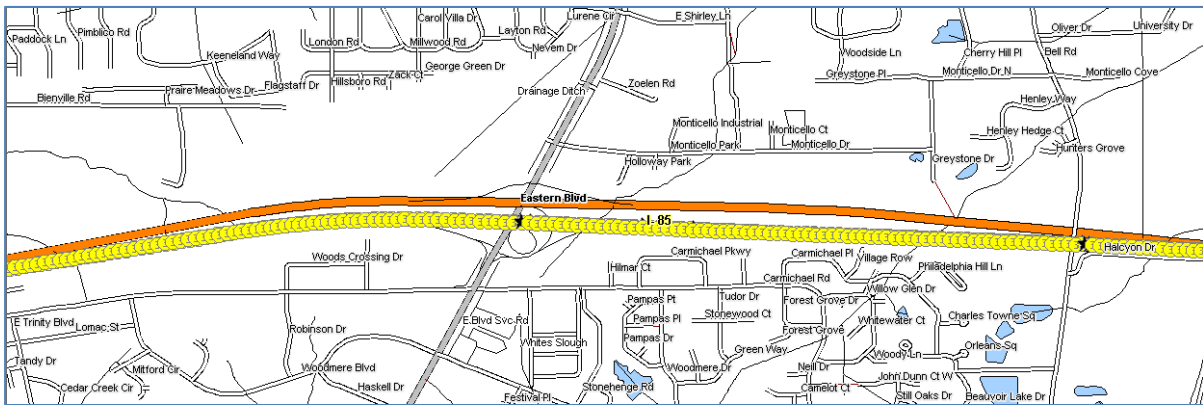 Lurene Cir
E Shirley Ln
Carol Villa Dr
Pimblico Rd
Paddock Ln
Layton Rd
London Rd
Millwood Rd
Nevem Dr
Oliver Dr
University Dr
Keeneland Way
Woodside Ln
Cherry Hill Pl
Bell Rd
George Green Dr
Hillsboro Rd
Zack Ct
Greystone Pl
Monticello Dr N
Monticello Cove
Flagstaff Dr
Zoelen Rd
Prairie Meadows Dr
Drainage Ditch
Bienville Rd
Henley Way
Monticello Industrial
Monticello Ct
Henley Hedge Ct
Monticello Park
Monticello Dr
Hunters Grove
Holloway Park
Greystone Dr
Eastern Blvd
I- 85
Halcyon Dr
Woods Crossing Dr
Carmichael Pkwy
Carmichael Pl
Village Row
Hilmar Ct
Carmichael Rd
Philadelphia Hill Ln
Willow Glen Dr
Pampas Pt
Tudor Dr
Forest Grove Dr
Stonewood Ct
E Trinity Blvd
Lomac St
E.Blvd Svc Rd
Pampas Pl
Whitewater Ct
Charles Towne Sq
Robinson Dr
Forest Grove
Whites Slough
Pampas Dr
Green Way
Orleans Sq
Tandy Dr
Mitford Cir
Woodmere Blvd
Woodmere Dr
Neill Dr
Woody Ln
John Dunn Ct W
Cedar Creek Cir
Haskell Dr
Stonehenge Rd
Camelot Ct
Festival Pl
Still Oaks Dr
Beauvoir Lake Dr